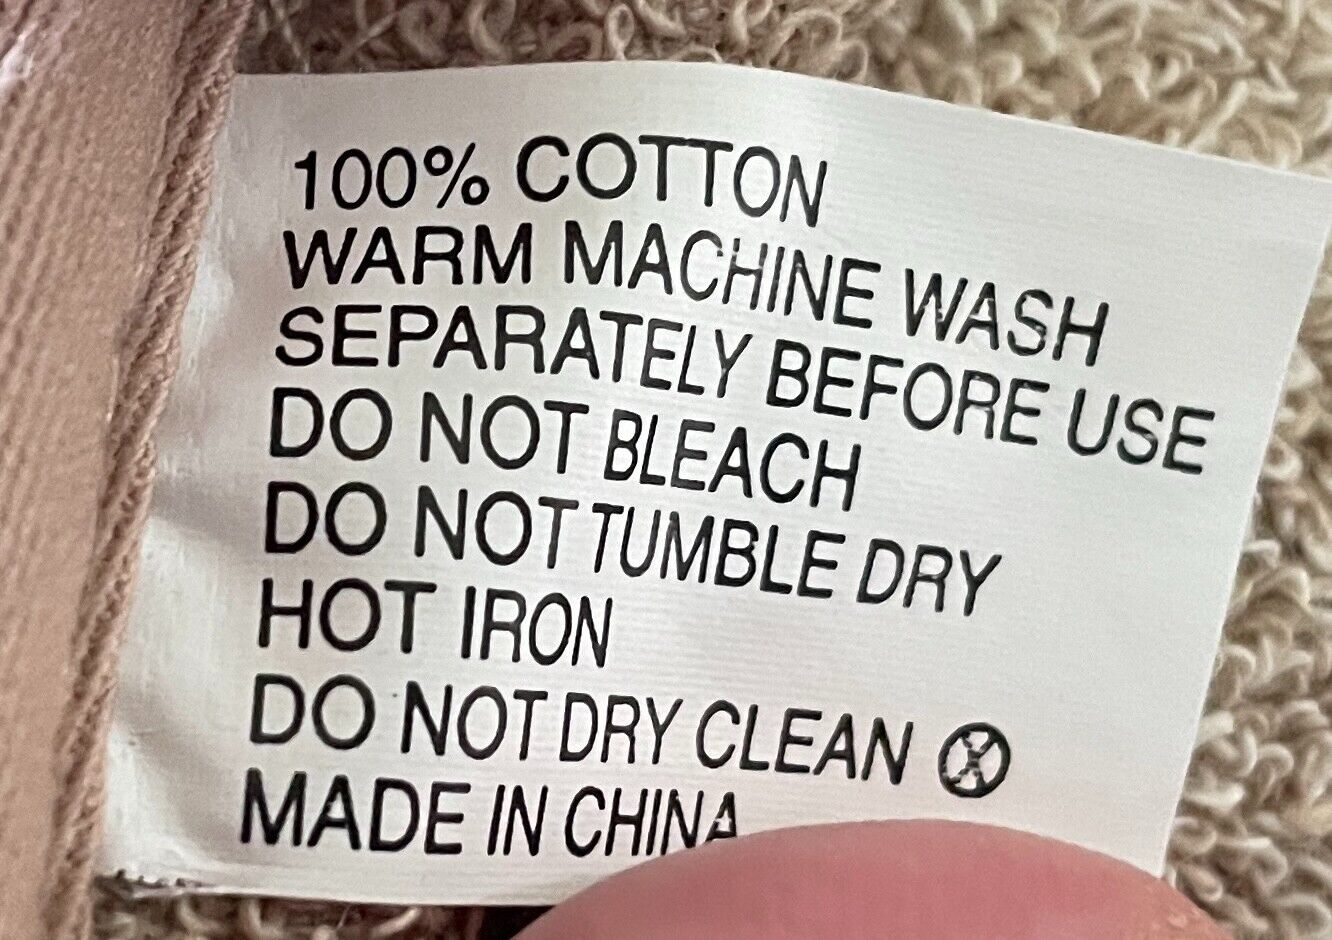 100% COTTON
WARM MACHINE WASH
SEPARATELY BEFORE USE
DO NOT BLEACH
DO NOT TUMBLE DRY
HOT IRON
DO NOT DRY CLEAN ⓧ
MADE IN CHINA